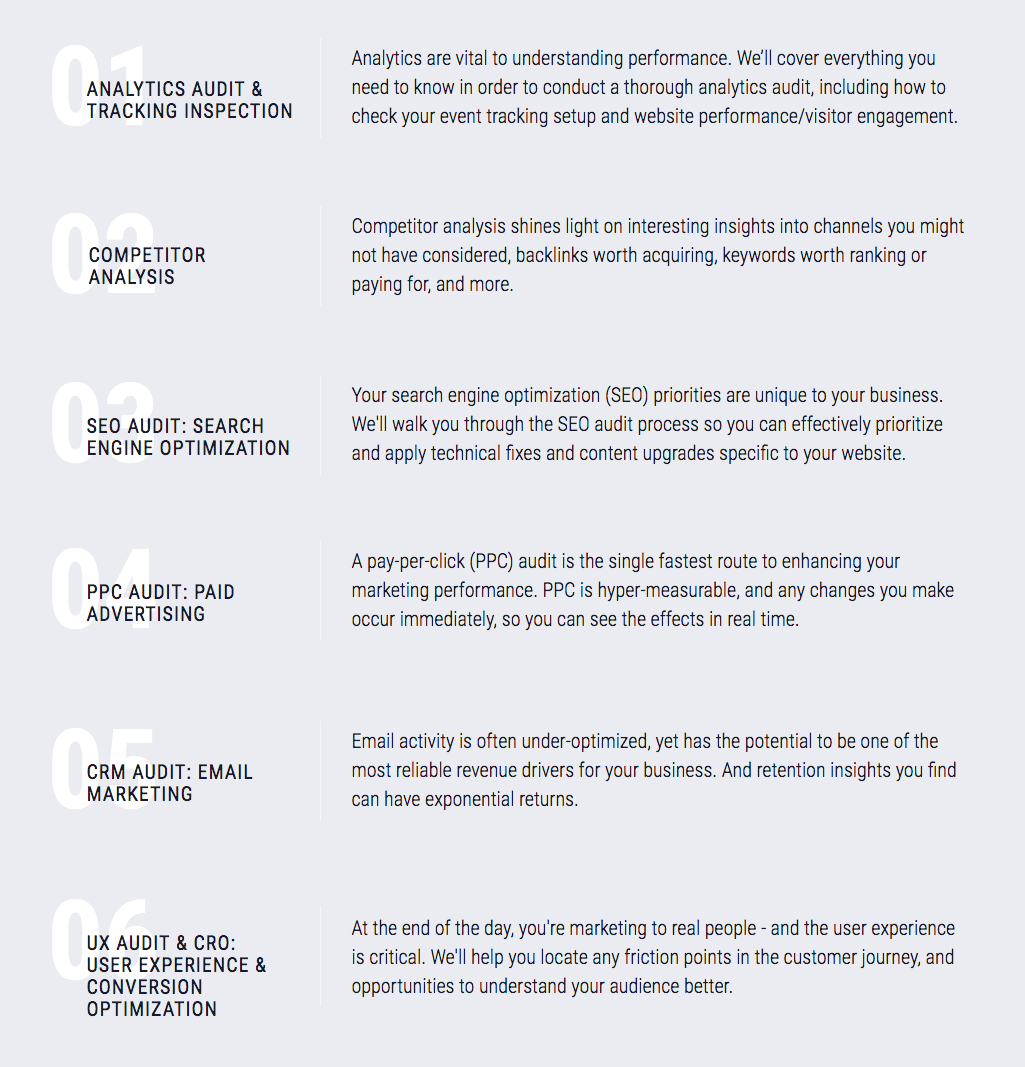 01
ANALYTICS AUDIT &
TRACKING INSPECTION
Analytics are vital to understanding performance. We’ll cover everything you
need to know in order to conduct a thorough analytics audit, including how to
check your event tracking setup and website performance/visitor engagement.
02
COMPETITOR
ANALYSIS
Competitor analysis shines light on interesting insights into channels you might
not have considered, backlinks worth acquiring, keywords worth ranking or
paying for, and more.
03
SEO AUDIT: SEARCH
ENGINE OPTIMIZATION
Your search engine optimization (SEO) priorities are unique to your business.
We'll walk you through the SEO audit process so you can effectively prioritize
and apply technical fixes and content upgrades specific to your website.
04
PPC AUDIT: PAID
ADVERTISING
A pay-per-click (PPC) audit is the single fastest route to enhancing your
marketing performance. PPC is hyper-measurable, and any changes you make
occur immediately, so you can see the effects in real time.
05
CRM AUDIT: EMAIL
MARKETING
Email activity is often under-optimized, yet has the potential to be one of the
most reliable revenue drivers for your business. And retention insights you find
can have exponential returns.
06
UX AUDIT & CRO:
USER EXPERIENCE &
CONVERSION
OPTIMIZATION
At the end of the day, you're marketing to real people - and the user experience
is critical. We'll help you locate any friction points in the customer journey, and
opportunities to understand your audience better.